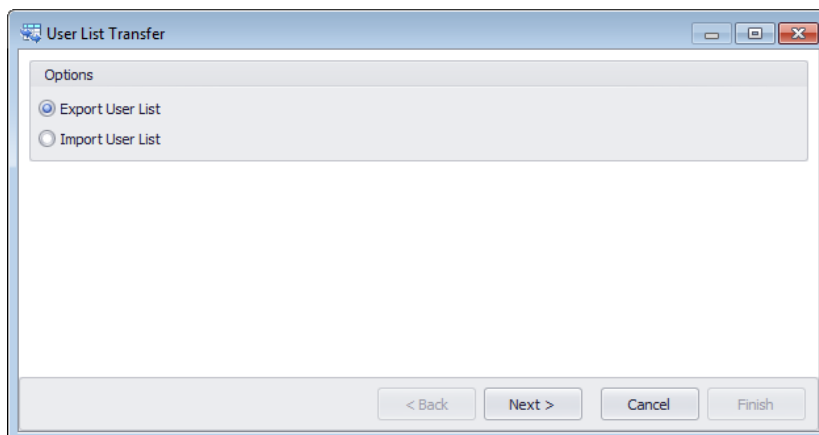 User List Transfer
Options
Export User List
Import User List
< Back Next > Cancel Finish